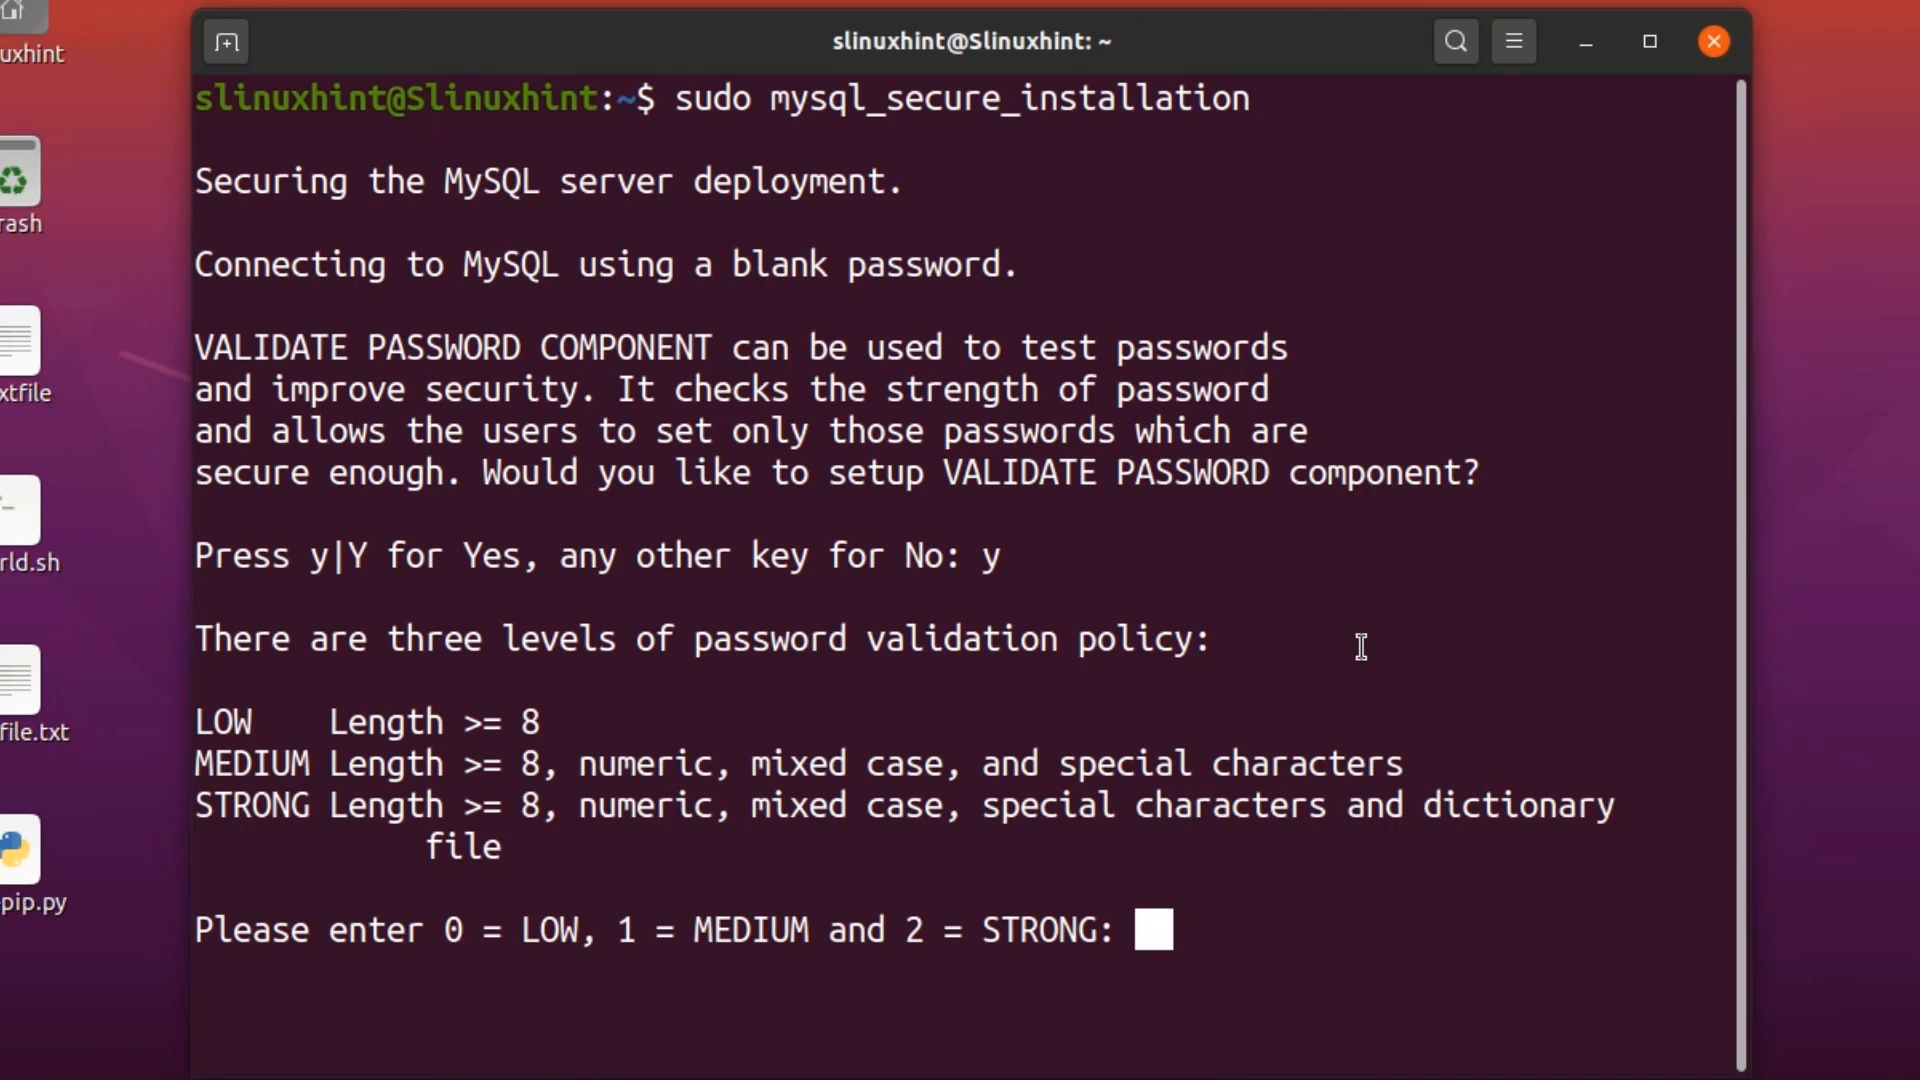 slinuxhint@Slinuxhint: ~
uxhint
rash
xtfile
rld.sh
file.txt
pip.py
slinuxhint@Slinuxhint:~$ sudo mysql_secure_installation
Securing the MySQL server deployment.
Connecting to MySQL using a blank password.
VALIDATE PASSWORD COMPONENT can be used to test passwords
and improve security. It checks the strength of password
and allows the users to set only those passwords which are
secure enough. Would you like to setup VALIDATE PASSWORD component?
Press y|Y for Yes, any other key for No: y
There are three levels of password validation policy:
LOW    Length >= 8
MEDIUM Length >= 8, numeric, mixed case, and special characters
STRONG Length >= 8, numeric, mixed case, special characters and dictionary
file
Please enter 0 = LOW, 1 = MEDIUM and 2 = STRONG: